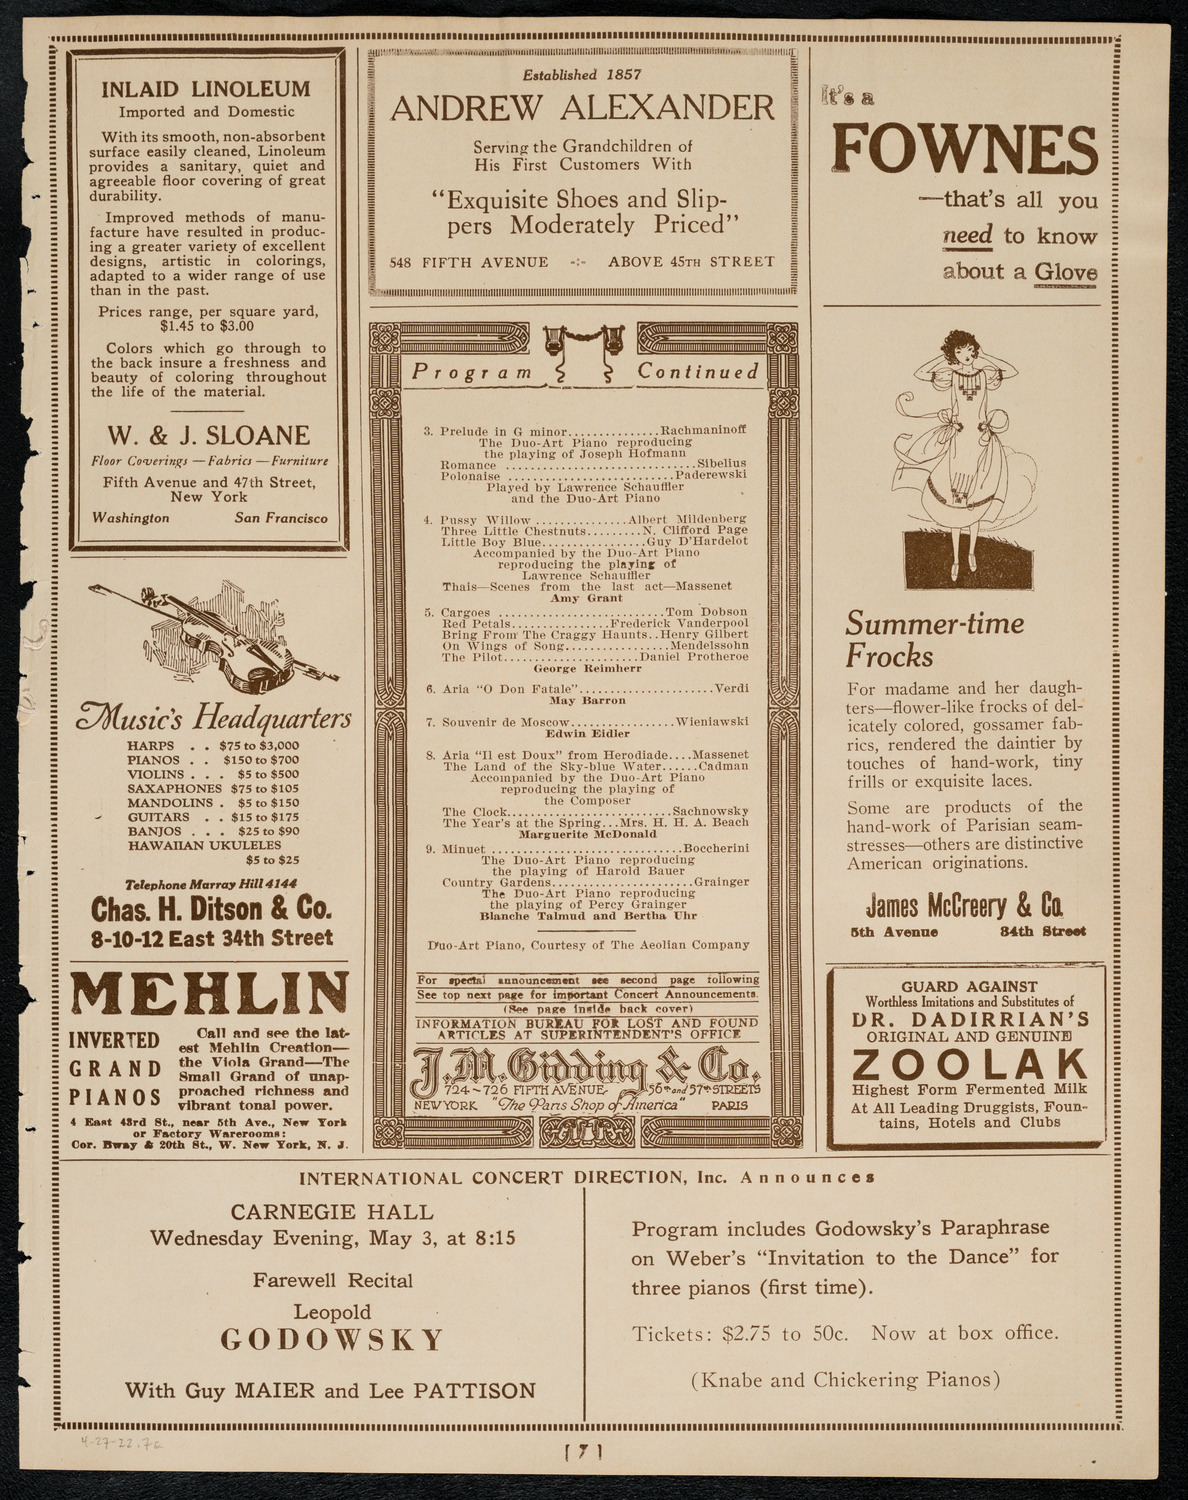 INLAID LINOLEUM
Imported and Domestic
With its smooth, non-absorbent
surface easily cleaned, Linoleum
provides a sanitary, quiet and
agreeable floor covering of great
durability.
Improved methods of manu-
facture have resulted in produc-
ing a greater variety of excellent
designs, artistic in colorings,
adapted to a wider range of use
than in the past.
Prices range, per square yard,
$1.45 to $3.00
Colors which go through to
the back insure a freshness and
beauty of coloring throughout
the life of the material.
W. & J. SLOANE
Floor Coverings — Fabrics — Furniture
Fifth Avenue and 47th Street,
New York
Washington San Francisco
Music's Headquarters
HARPS . . $75 to $3,000
PIANOS . . $150 to $700
VIOLINS . . . $5 to $500
SAXAPHONES $75 to $105
MANDOLINS . $5 to $150
GUITARS . . $15 to $175
BANJOS . . . $25 to $90
HAWAIIAN UKULELES
$5 to $25
Telephone Murray Hill 4144
Chas. H. Ditson & Co.
8-10-12 East 34th Street
MEHLIN
INVERTED
GRAND
PIANOS
Call and see the lat-
est Mehlin Creation—
the Viola Grand—The
Small Grand of unap-
proached richness and
vibrant tonal power.
4 East 43rd St., near 5th Ave., New York
or Factory Warerooms:
Cor. Bway & 20th St., W. New York, N. J.
Established 1857
ANDREW ALEXANDER
Serving the Grandchildren of
His First Customers With
"Exquisite Shoes and Slip-
pers Moderately Priced"
548 FIFTH AVENUE -:- ABOVE 45TH STREET
Program Continued
3. Prelude in G minor..............Rachmaninoff
The Duo-Art Piano reproducing
the playing of Joseph Hofmann
Romance .............................Sibelius
Polonaise .........................Paderewski
Played by Lawrence Schauffler
and the Duo-Art Piano
4. Pussy Willow ..............Albert Mildenberg
Three Little Chestnuts.........N. Clifford Page
Little Boy Blue................Guy D'Hardelot
Accompanied by the Duo-Art Piano
reproducing the playing of
Lawrence Schauffler
Thais—Scenes from the last act—Massenet
Amy Grant
5. Cargoes .........................Tom Dobson
Red Petals...............Frederick Vanderpool
Bring From The Craggy Haunts..Henry Gilbert
On Wings of Song................Mendelssohn
The Pilot.....................Daniel Protheroe
George Reimherr
6. Aria "O Don Fatale".....................Verdi
May Barron
7. Souvenir de Moscow................Wieniawski
Edwin Eidler
8. Aria "Il est Doux" from Herodiade....Massenet
The Land of the Sky-blue Water......Cadman
Accompanied by the Duo-Art Piano
reproducing the playing of
the Composer
The Clock.........................Sachnowsky
The Year's at the Spring...Mrs. H. H. A. Beach
Marguerite McDonald
9. Minuet .............................Boccherini
The Duo-Art Piano reproducing
the playing of Harold Bauer
Country Gardens.....................Grainger
The Duo-Art Piano reproducing
the playing of Percy Grainger
Blanche Talmud and Bertha Uhr
Duo-Art Piano, Courtesy of The Aeolian Company
For special announcement see second page following
See top next page for important Concert Announcements.
(See page inside back cover)
INFORMATION BUREAU FOR LOST AND FOUND
ARTICLES AT SUPERINTENDENT'S OFFICE
J. M. Gidding & Co.
724~726 FIFTH AVENUE. 56TH and 57TH STREETS
NEW YORK "The Paris Shop of America" PARIS
It's a
FOWNES
—that's all you
need to know
about a Glove
Summer-time
Frocks
For madame and her daugh-
ters—flower-like frocks of del-
icately colored, gossamer fab-
rics, rendered the daintier by
touches of hand-work, tiny
frills or exquisite laces.
Some are products of the
hand-work of Parisian seam-
stresses—others are distinctive
American originations.
James McCreery & Co.
5th Avenue 34th Street
GUARD AGAINST
Worthless Imitations and Substitutes of
DR. DADIRRIAN'S
ORIGINAL AND GENUINE
ZOOLAK
Highest Form Fermented Milk
At All Leading Druggists, Foun-
tains, Hotels and Clubs
INTERNATIONAL CONCERT DIRECTION, Inc. Announces
CARNEGIE HALL
Wednesday Evening, May 3, at 8:15
Farewell Recital
Leopold
GODOWSKY
With Guy MAIER and Lee PATTISON
Program includes Godowsky's Paraphrase
on Weber's "Invitation to the Dance" for
three pianos (first time).
Tickets: $2.75 to 50c. Now at box office.
(Knabe and Chickering Pianos)
[ 7 ]